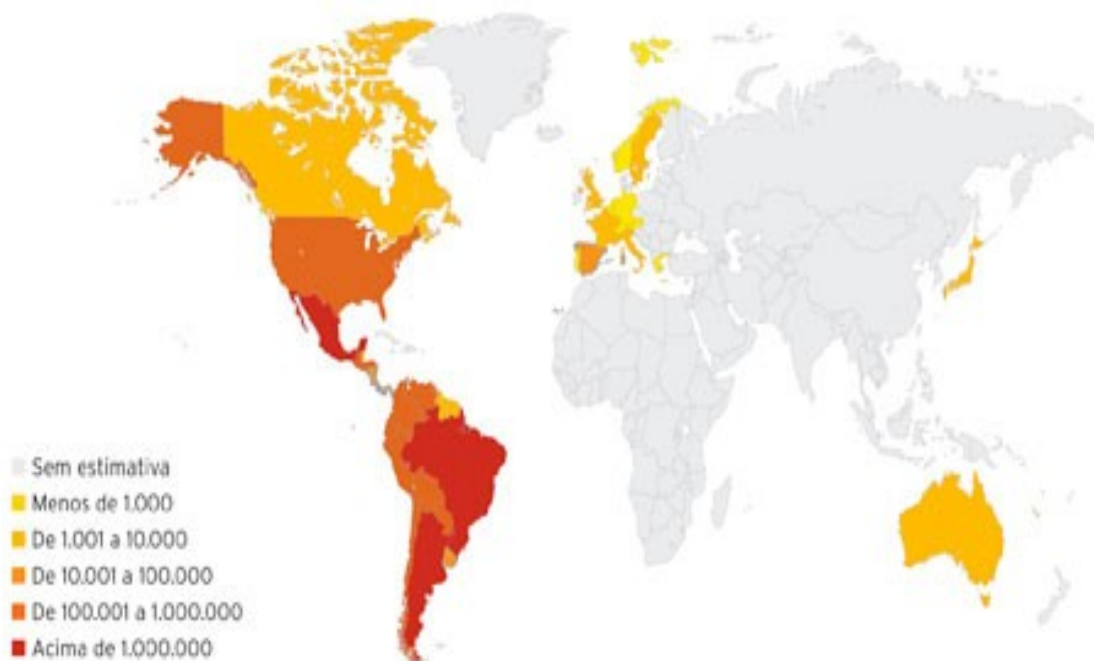 Sem estimativa
Menos de 1.000
De 1.001 a 10.000
De 10.001 a 100.000
De 100.001 a 1.000.000
Acima de 1.000.000